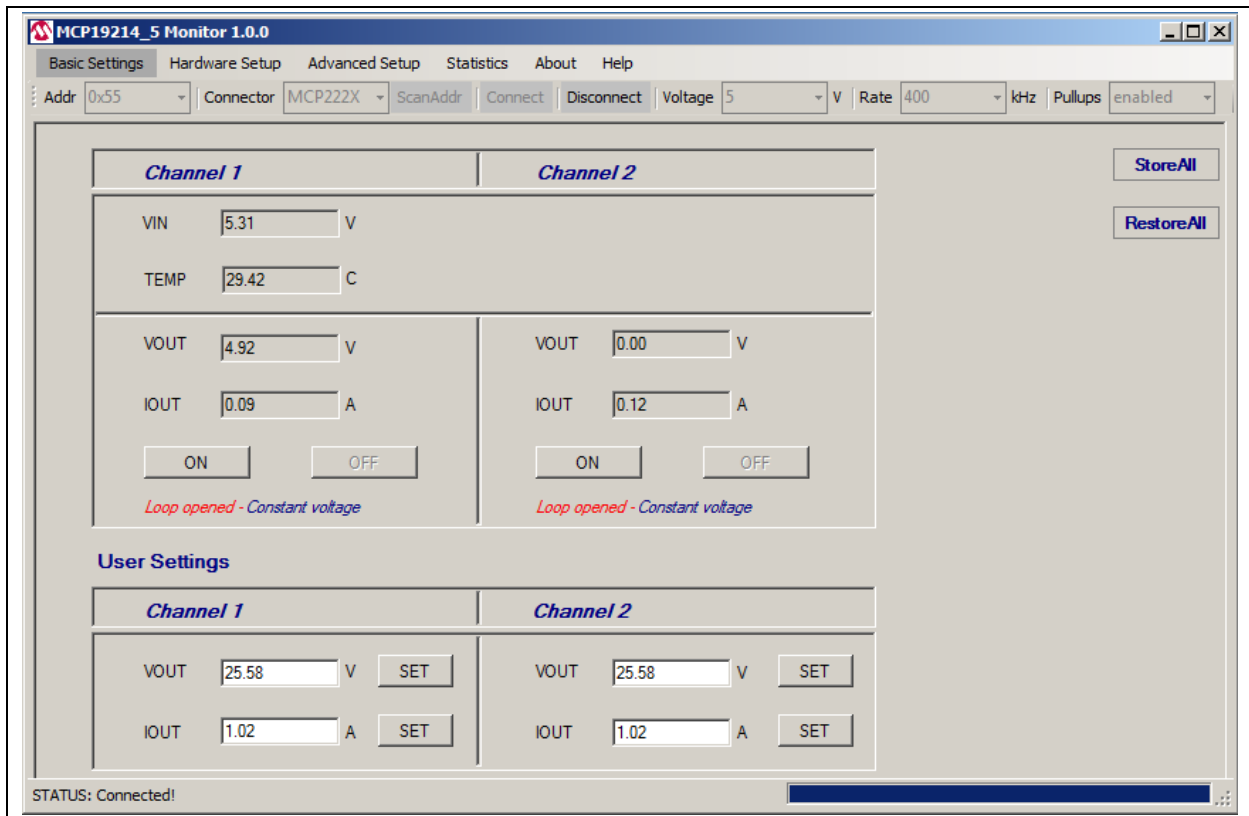 MCP19214_5 Monitor 1.0.0
Basic Settings Hardware Setup Advanced Setup Statistics About Help
Addr 0x55 Connector MCP222X ScanAddr Connect Disconnect Voltage 5 V Rate 400 kHz Pullups enabled
Channel 1 Channel 2 StoreAll
VIN 5.31 V RestoreAll
TEMP 29.42 C
VOUT 4.92 V VOUT 0.00 V
IOUT 0.09 A IOUT 0.12 A
ON OFF ON OFF
Loop opened - Constant voltage Loop opened - Constant voltage
User Settings
Channel 1 Channel 2
VOUT 25.58 V SET VOUT 25.58 V SET
IOUT 1.02 A SET IOUT 1.02 A SET
STATUS: Connected!